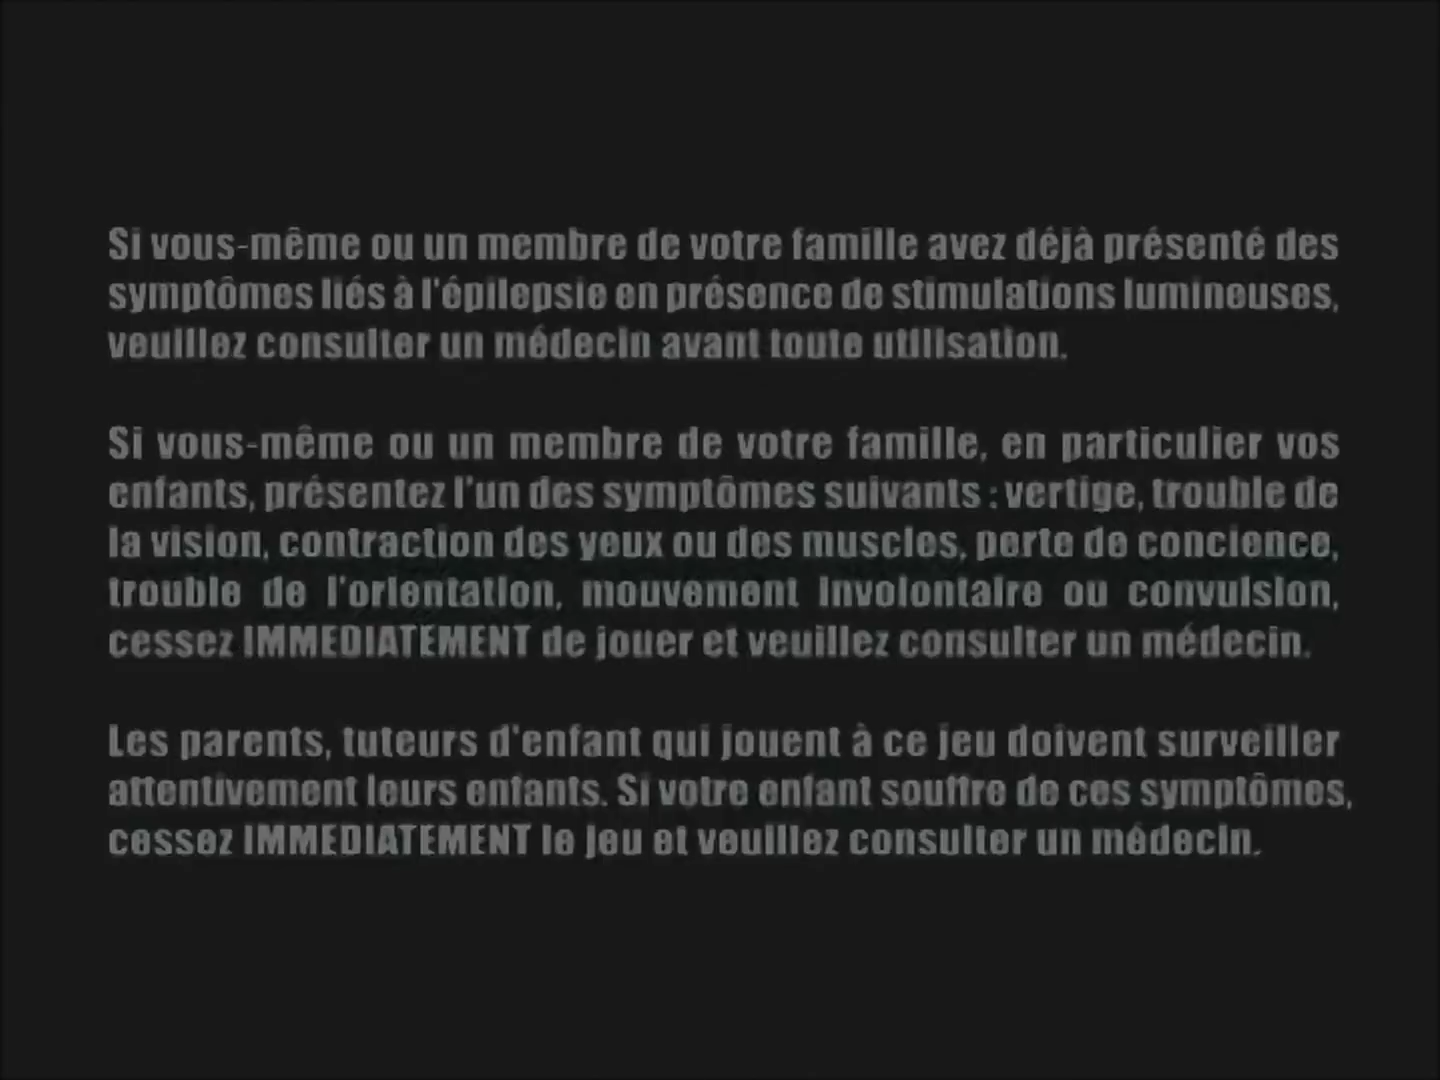 Si vous-même ou un membre de votre famille avez déjà présenté des
symptômes liés à l'épilepsie en présence de stimulations lumineuses,
veuillez consulter un médecin avant toute utilisation.
Si vous-même ou un membre de votre famille, en particulier vos
enfants, présentez l'un des symptômes suivants : vertige, trouble de
la vision, contraction des yeux ou des muscles, perte de concience,
trouble de l'orientation, mouvement involontaire ou convulsion,
cessez IMMEDIATEMENT de jouer et veuillez consulter un médecin.
Les parents, tuteurs d'enfant qui jouent à ce jeu doivent surveiller
attentivement leurs enfants. Si votre enfant souffre de ces symptômes,
cessez IMMEDIATEMENT le jeu et veuillez consulter un médecin.